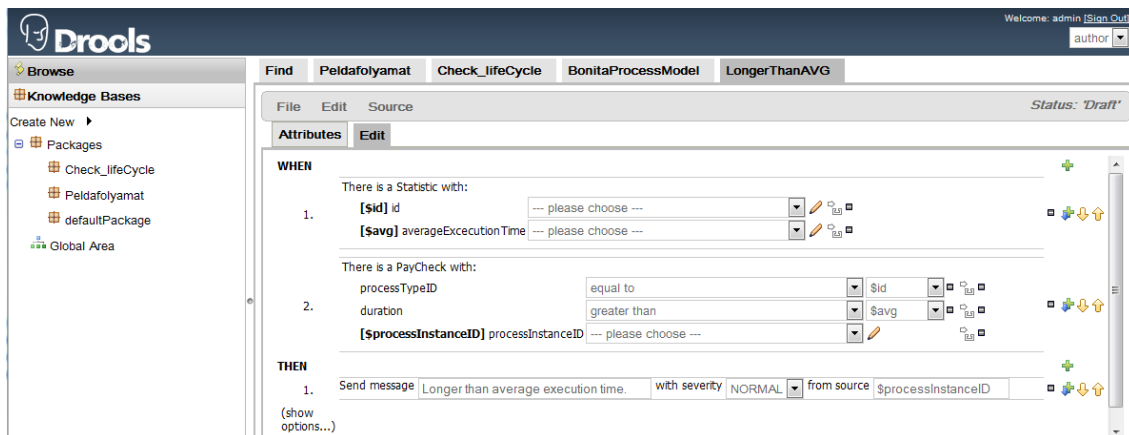 Welcome: admin [Sign Out]
Drools
author
Browse
Find Peldafolyamat Check_lifeCycle BonitaProcessModel LongerThanAVG
Knowledge Bases
File Edit Source Status: 'Draft'
Create New
Attributes Edit
Packages
Check_lifeCycle
Peldafolyamat
defaultPackage
Global Area
WHEN
There is a Statistic with:
1.
[$id] id --- please choose ---
[$avg] averageExcecutionTime --- please choose ---
There is a PayCheck with:
processTypeID equal to $id
2. duration greater than $avg
[$processInstanceID] processInstanceID --- please choose ---
THEN
1. Send message Longer than average execution time. with severity NORMAL from source $processInstanceID
(show
options...)